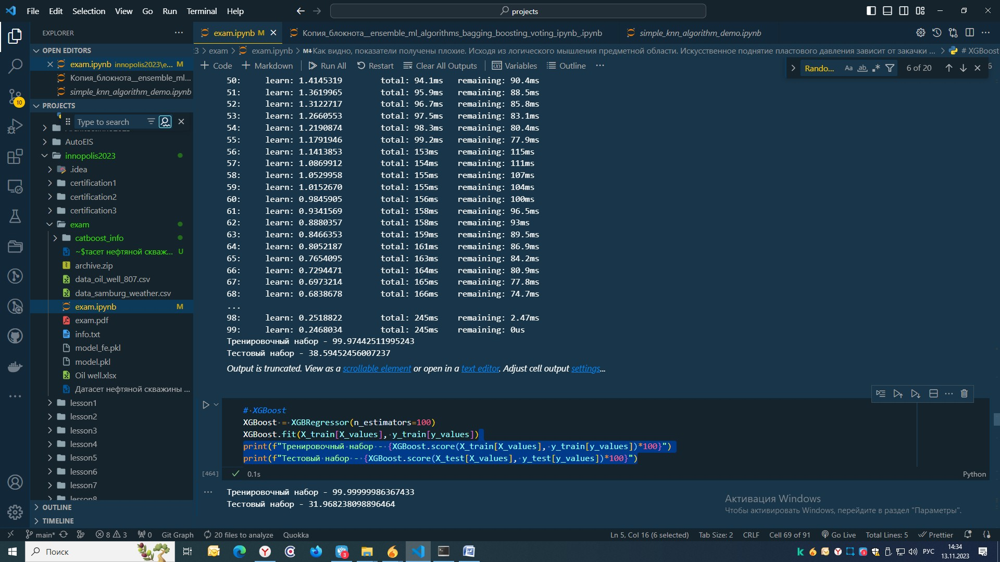 File Edit Selection View Go Run Terminal Help
projects
EXPLORER
OPEN EDITORS
exam.ipynb innopolis2023\e... M
Копия_блокнота__ensemble_ml...
simple_knn_algorithm_demo.ipynb
PROJECTS
Type to search
AutoEIS
innopolis2023
.idea
certification1
certification2
certification3
exam
catboost_info
~$тасет нефтяной скваж... U
archive.zip
data_oil_well_807.csv
data_samburg_weather.csv
exam.ipynb M
exam.pdf
info.txt
model_fe.pkl
model.pkl
Oil well.xlsx
Датасет нефтяной скважины ...
lesson1
lesson2
lesson3
lesson4
lesson5
lesson6
lesson7
lesson8
OUTLINE
TIMELINE
10
exam.ipynb M
Копия_блокнота__ensemble_ml_algorithms_bagging_boosting_voting_ipynb_.ipynb
simple_knn_algorithm_demo.ipynb
23 > exam > exam.ipynb > M↓Как видно, показатели получены плохие. Исходя из логического мышления предметной области. Искусственное поднятие пластового давления зависит от закачки ... > # XGBoost
+ Code + Markdown Run All Restart Clear All Outputs Variables Outline ...
Rando... Aa ab 6 of 20
50: learn: 1.4145319 total: 94.1ms remaining: 90.4ms
51: learn: 1.3619965 total: 95.9ms remaining: 88.5ms
52: learn: 1.3122717 total: 96.7ms remaining: 85.8ms
53: learn: 1.2660553 total: 97.5ms remaining: 83.1ms
54: learn: 1.2190874 total: 98.3ms remaining: 80.4ms
55: learn: 1.1791946 total: 99.2ms remaining: 77.9ms
56: learn: 1.1413853 total: 153ms remaining: 115ms
57: learn: 1.0869912 total: 154ms remaining: 111ms
58: learn: 1.0529958 total: 155ms remaining: 107ms
59: learn: 1.0152670 total: 155ms remaining: 104ms
60: learn: 0.9845905 total: 156ms remaining: 100ms
61: learn: 0.9341569 total: 158ms remaining: 96.5ms
62: learn: 0.8880357 total: 158ms remaining: 93ms
63: learn: 0.8466353 total: 159ms remaining: 89.5ms
64: learn: 0.8052187 total: 161ms remaining: 86.9ms
65: learn: 0.7654095 total: 163ms remaining: 84.2ms
66: learn: 0.7294471 total: 164ms remaining: 80.9ms
67: learn: 0.6973214 total: 165ms remaining: 77.8ms
68: learn: 0.6838678 total: 166ms remaining: 74.7ms
...
98: learn: 0.2518822 total: 245ms remaining: 2.47ms
99: learn: 0.2468034 total: 245ms remaining: 0us
Тренировочный набор - 99.97442511995243
Тестовый набор - 38.59452456007237
Output is truncated. View as a scrollable element or open in a text editor. Adjust cell output settings...
# XGBoost
XGBoost = XGBRegressor(n_estimators=100)
XGBoost.fit(X_train[X_values], y_train[y_values])
print(f"Тренировочный набор - {XGBoost.score(X_train[X_values], y_train[y_values])*100}")
print(f"Тестовый набор - {XGBoost.score(X_test[X_values], y_test[y_values])*100}")
[464] 0.1s Python
Тренировочный набор - 99.99999986367433
Тестовый набор - 31.968238098896464
Активация Windows
Чтобы активировать Windows, перейдите в раздел "Параметры".
main* 8 3 0 Git Graph 20 files to analyze Quokka Ln 5, Col 16 (6 selected) Tab Size: 2 CRLF Cell 69 of 91 Go Live Total Lines: 5 Prettier
Поиск
3
РУС
14:34
13.11.2023